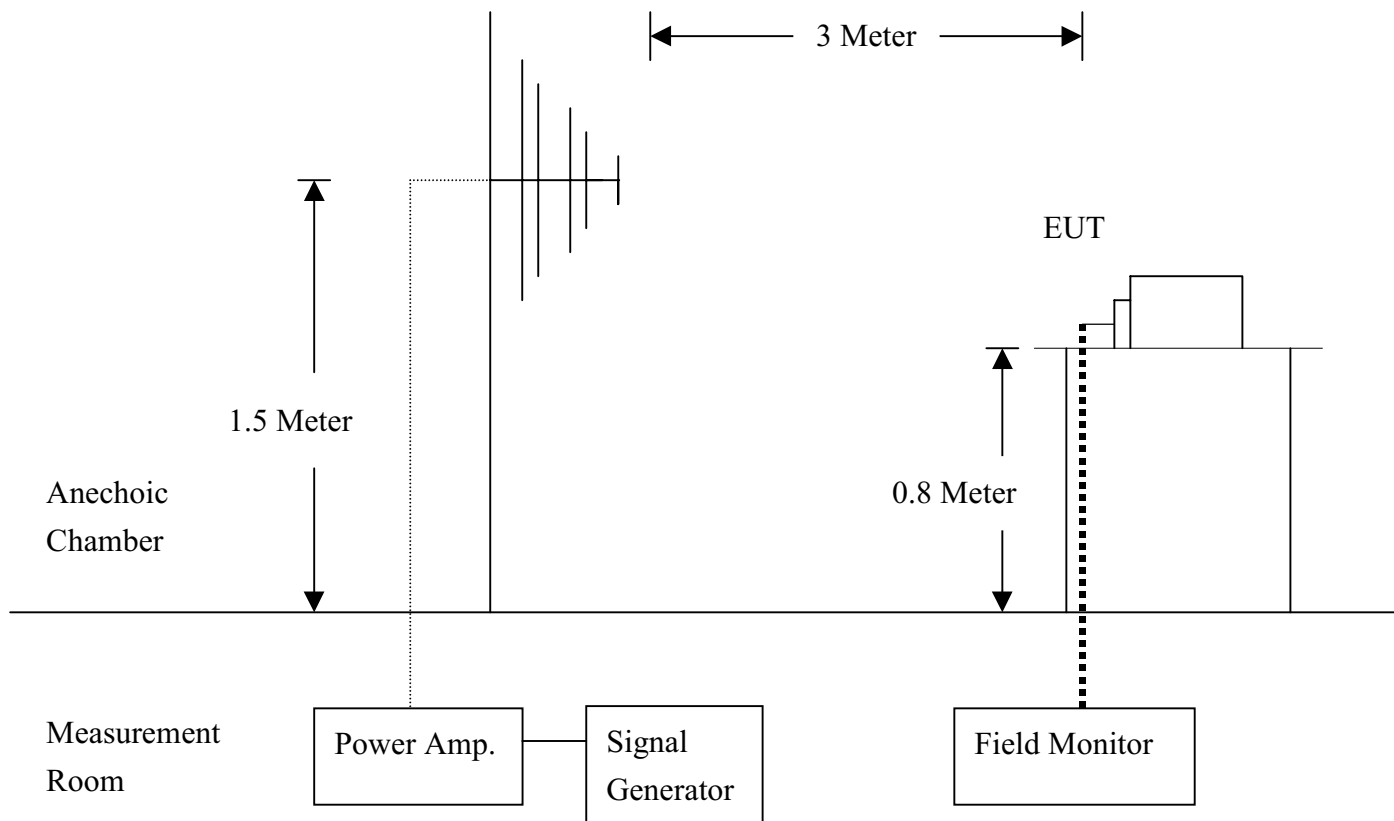 3 Meter
EUT
1.5 Meter
0.8 Meter
Anechoic
Chamber
Measurement
Room
Power Amp.
Signal
Generator
Field Monitor